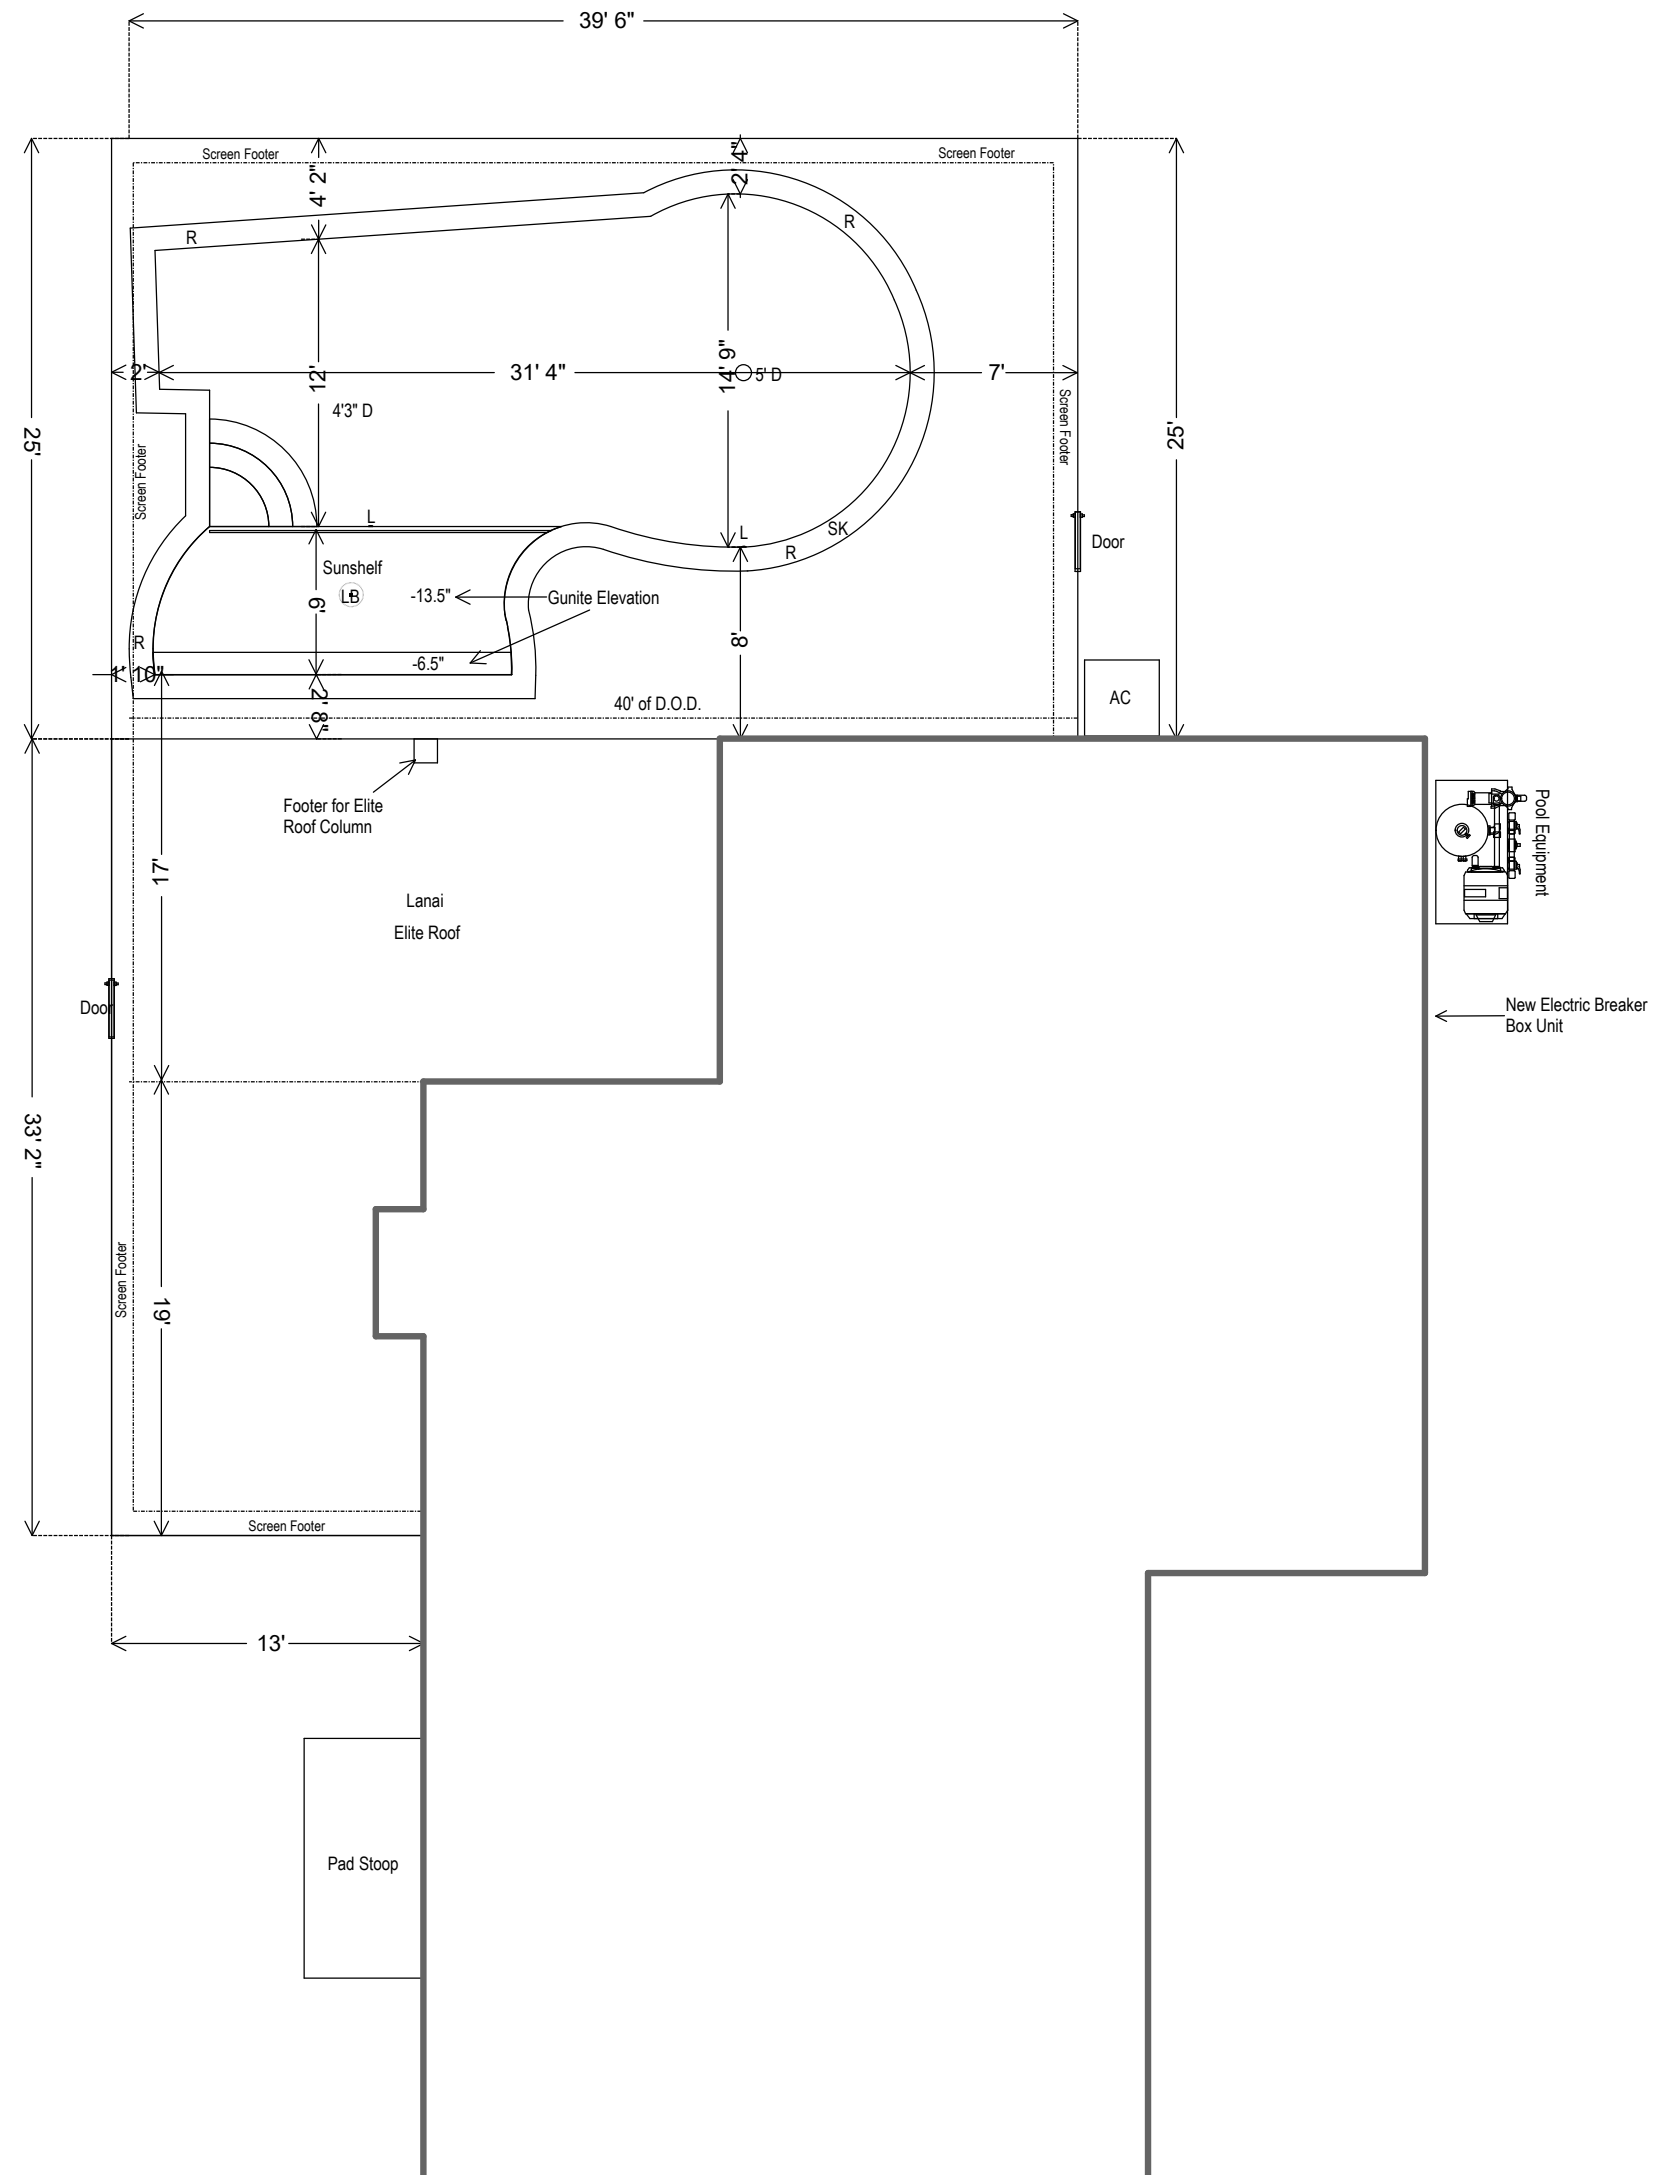 39' 6"
Screen Footer
Screen Footer
4' 2"
2' 4"
R
R
25'
2'
31' 4"
12'
14' 9"
5' D
7'
4'3" D
25'
Screen Footer
Screen Footer
L
L
SK
R
Door
Sunshelf
LB
6'
-13.5"
Gunite Elevation
8'
R
-6.5"
1' 10"
2' 8"
40' of D.O.D.
AC
Footer for Elite
Roof Column
Pool Equipment
17'
Lanai
Elite Roof
Door
New Electric Breaker
Box Unit
33' 2"
Screen Footer
19'
Screen Footer
13'
Pad Stoop